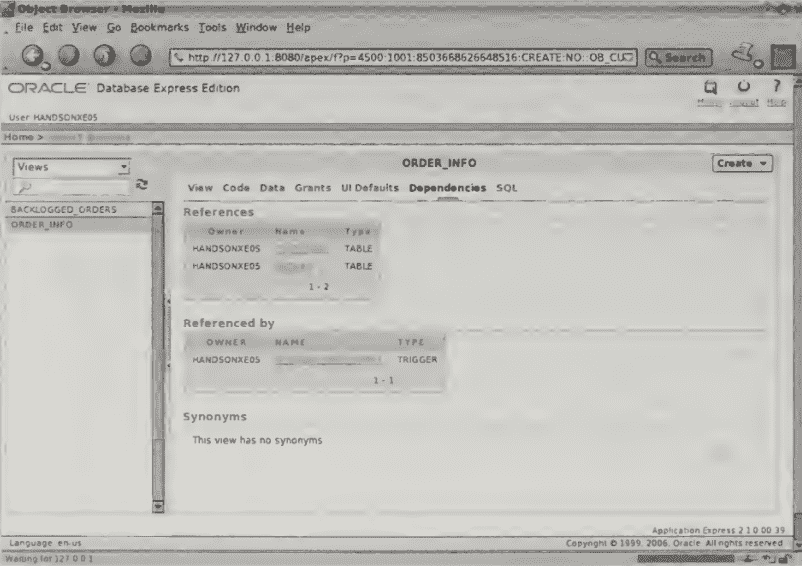 Object Browser - Mozilla
File Edit View Go Bookmarks Tools Window Help
http://127.0.0.1:8080/apex/f?p=4500:1001:8503668626648516:CREATE:NO::OB_CU Search
ORACLE Database Express Edition
User HANDSONXE05
Home >
Views
ORDER_INFO
Create
View Code Data Grants UI Defaults Dependencies SQL
BACKLOGGED_ORDERS
ORDER_INFO
References
Owner Name Type
HANDSONXE05 TABLE
HANDSONXE05 TABLE
1 - 2
Referenced by
OWNER NAME TYPE
HANDSONXE05 TRIGGER
1 - 1
Synonyms
This view has no synonyms
Application Express 2 1 0 00 39
Language en-us
Copyright © 1999, 2006, Oracle All rights reserved
Waiting for 127 0 0 1